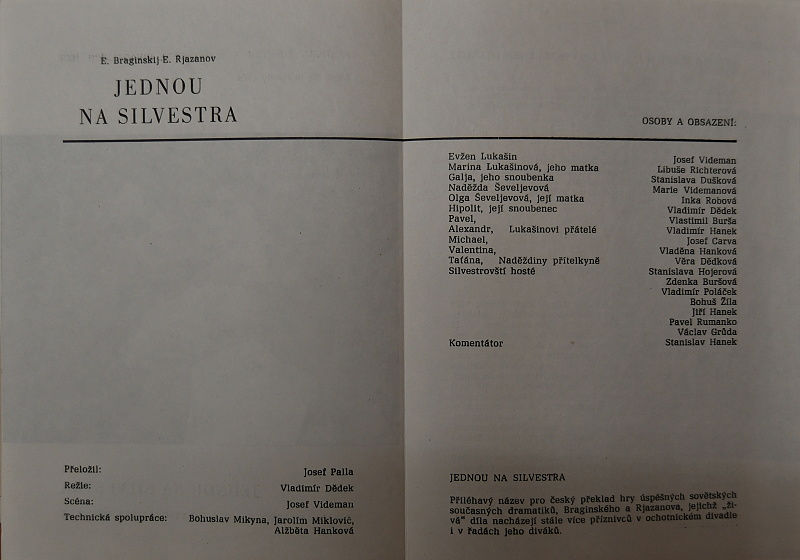 E. Braginskij-E. Rjazanov
JEDNOU
NA SILVESTRA
Přeložil: Josef Palla
Režie: Vladimír Dědek
Scéna: Josef Videman
Technická spolupráce: Bohuslav Mikyna, Jarolím Miklovič,
Alžběta Hanková
OSOBY A OBSAZENÍ:
Evžen Lukašin Josef Videman
Marina Lukašinová, jeho matka Libuše Richterová
Galja, jeho snoubenka Stanislava Dušková
Naděžda Ševeljevová Marie Videmanová
Olga Ševeljevová, její matka Inka Robová
Hipolit, její snoubenec Vladimír Dědek
Pavel, Vlastimil Burša
Alexandr, Lukašinovi přátelé Vladimír Hanek
Michael, Josef Carva
Valentina, Vladěna Hanková
Taťána, Naděždiny přítelkyně Věra Dědková
Silvestrovští hosté Stanislava Hojerová
Zdenka Buršová
Vladimír Poláček
Bohuš Žíla
Jiří Hanek
Pavel Rumanko
Václav Grůda
Komentátor Stanislav Hanek
JEDNOU NA SILVESTRA
Přiléhavý název pro český překlad hry úspěšných sovětských
současných dramatiků, Braginského a Rjazanova, jejichž „ži-
vá" díla nacházejí stále více příznivců v ochotnickém divadle
i v řadách jeho diváků.